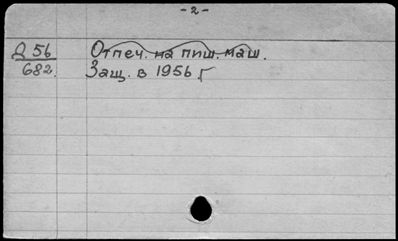 - 2 -
Д 56 Отпеч. на пиш. маш.
682. Защ. в 1956 г